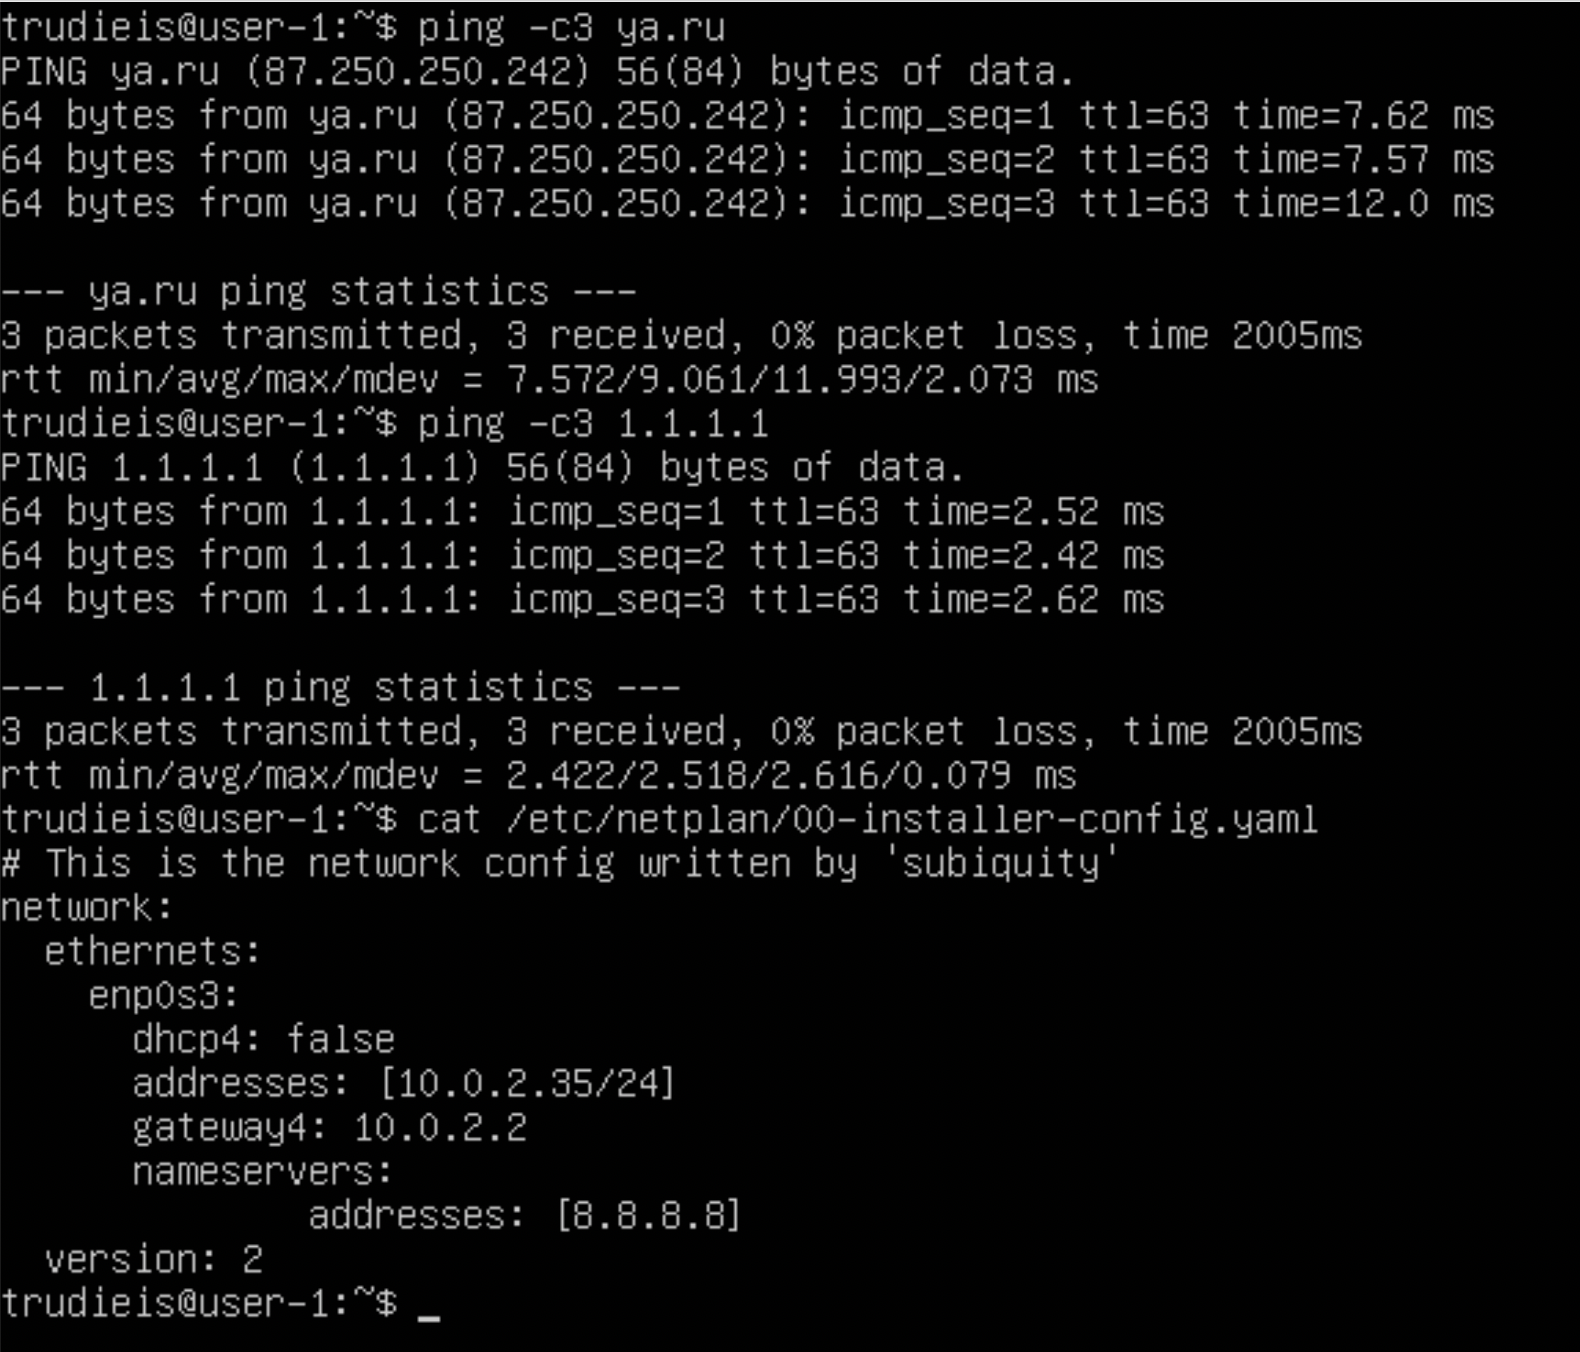 trudieis@user-1:~$ ping -c3 ya.ru
PING ya.ru (87.250.250.242) 56(84) bytes of data.
64 bytes from ya.ru (87.250.250.242): icmp_seq=1 ttl=63 time=7.62 ms
64 bytes from ya.ru (87.250.250.242): icmp_seq=2 ttl=63 time=7.57 ms
64 bytes from ya.ru (87.250.250.242): icmp_seq=3 ttl=63 time=12.0 ms

--- ya.ru ping statistics ---
3 packets transmitted, 3 received, 0% packet loss, time 2005ms
rtt min/avg/max/mdev = 7.572/9.061/11.993/2.073 ms
trudieis@user-1:~$ ping -c3 1.1.1.1
PING 1.1.1.1 (1.1.1.1) 56(84) bytes of data.
64 bytes from 1.1.1.1: icmp_seq=1 ttl=63 time=2.52 ms
64 bytes from 1.1.1.1: icmp_seq=2 ttl=63 time=2.42 ms
64 bytes from 1.1.1.1: icmp_seq=3 ttl=63 time=2.62 ms

--- 1.1.1.1 ping statistics ---
3 packets transmitted, 3 received, 0% packet loss, time 2005ms
rtt min/avg/max/mdev = 2.422/2.518/2.616/0.079 ms
trudieis@user-1:~$ cat /etc/netplan/00-installer-config.yaml
# This is the network config written by 'subiquity'
network:
  ethernets:
    enp0s3:
      dhcp4: false
      addresses: [10.0.2.35/24]
      gateway4: 10.0.2.2
      nameservers:
              addresses: [8.8.8.8]
  version: 2
trudieis@user-1:~$ _